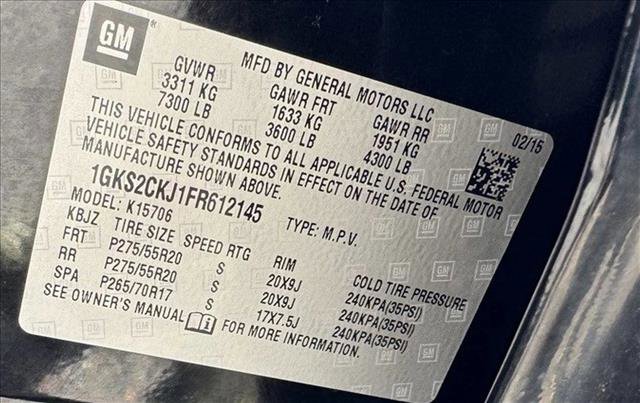 GM
MFD BY GENERAL MOTORS LLC
02/15
GVWR GAWR FRT GAWR RR
3311 KG 1633 KG 1951 KG
7300 LB 3600 LB 4300 LB
THIS VEHICLE CONFORMS TO ALL APPLICABLE U.S. FEDERAL MOTOR
VEHICLE SAFETY STANDARDS IN EFFECT ON THE DATE OF
MANUFACTURE SHOWN ABOVE.
1GKS2CKJ1FR612145
TYPE: M.P.V.
MODEL: K15706
KBJZ TIRE SIZE SPEED RTG RIM COLD TIRE PRESSURE
FRT P275/55R20 S 20X9J 240KPA(35PSI)
RR P275/55R20 S 20X9J 240KPA(35PSI)
SPA P265/70R17 S 17X7.5J 240KPA(35PSI)
SEE OWNER'S MANUAL FOR MORE INFORMATION.